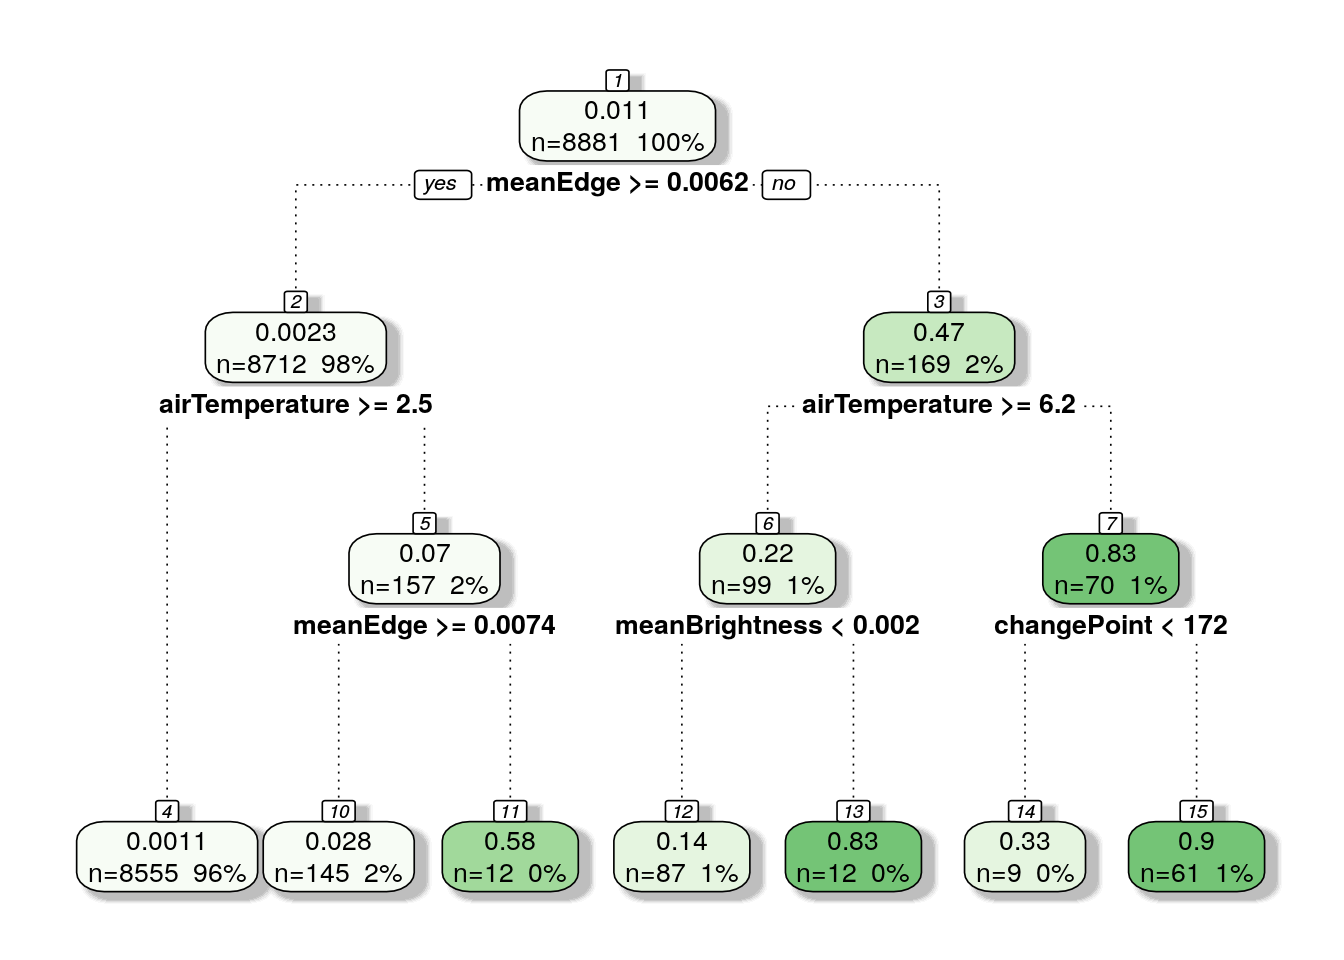 1
0.011
n=8881 100%
yes meanEdge >= 0.0062 no
2
0.0023
n=8712 98%
airTemperature >= 2.5
3
0.47
n=169 2%
airTemperature >= 6.2
5
0.07
n=157 2%
meanEdge >= 0.0074
6
0.22
n=99 1%
meanBrightness < 0.002
7
0.83
n=70 1%
changePoint < 172
4
0.0011
n=8555 96%
10
0.028
n=145 2%
11
0.58
n=12 0%
12
0.14
n=87 1%
13
0.83
n=12 0%
14
0.33
n=9 0%
15
0.9
n=61 1%